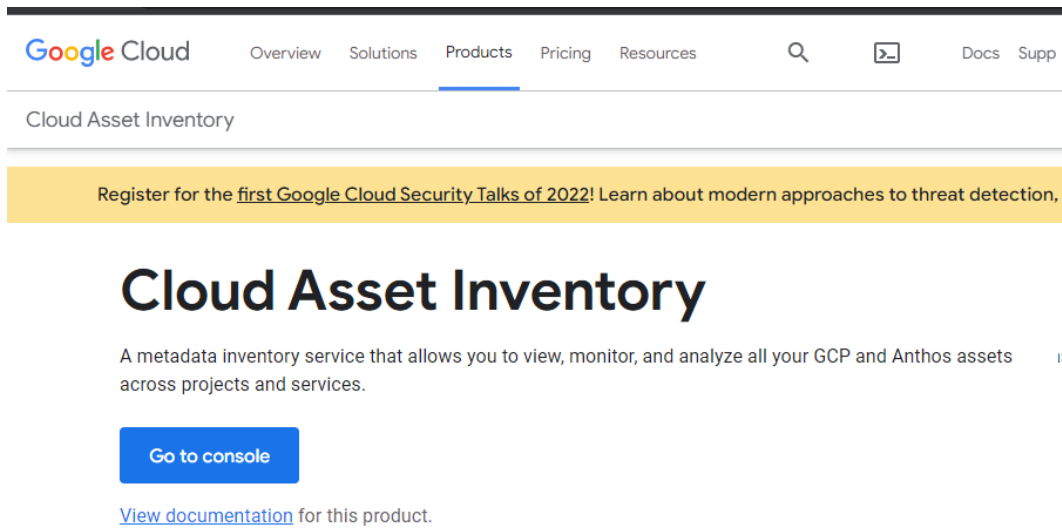 Google Cloud Overview Solutions Products Pricing Resources Docs Supp
Cloud Asset Inventory
Register for the first Google Cloud Security Talks of 2022! Learn about modern approaches to threat detection,
Cloud Asset Inventory
A metadata inventory service that allows you to view, monitor, and analyze all your GCP and Anthos assets
across projects and services.
Go to console
View documentation for this product.